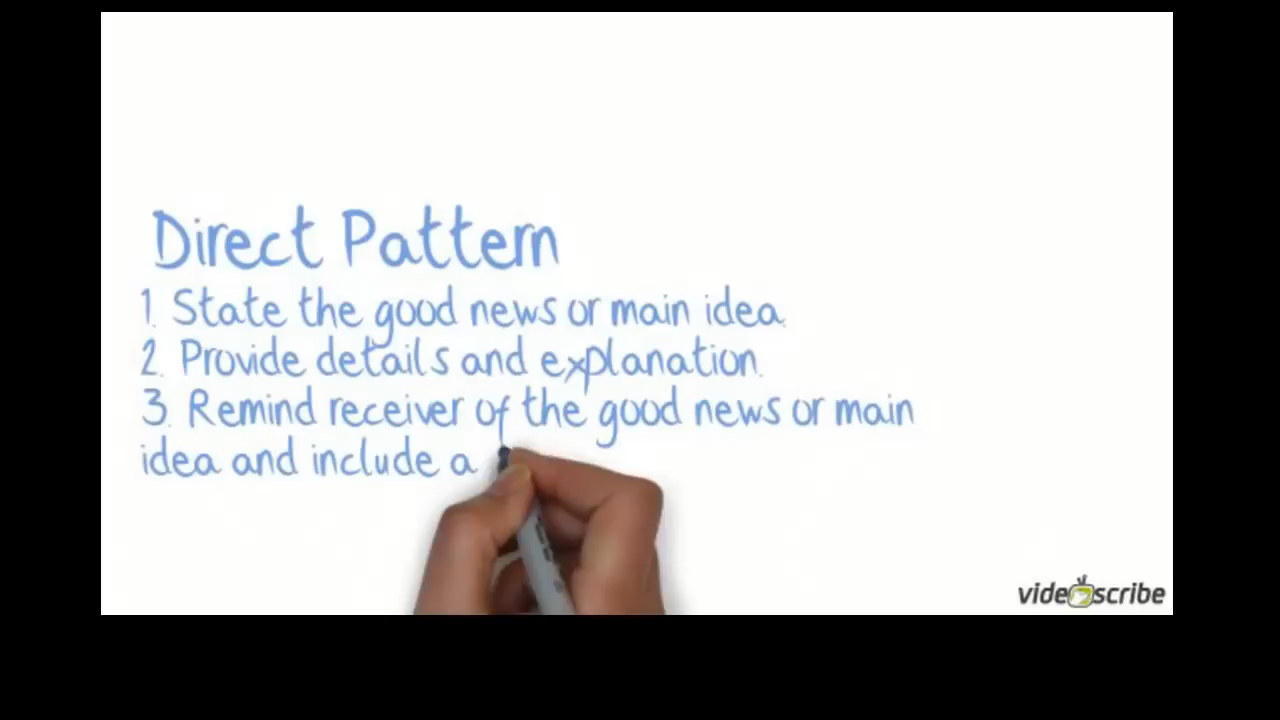 Direct Pattern
1. State the good news or main idea.
2. Provide details and explanation.
3. Remind receiver of the good news or main
idea and include a
videoscribe